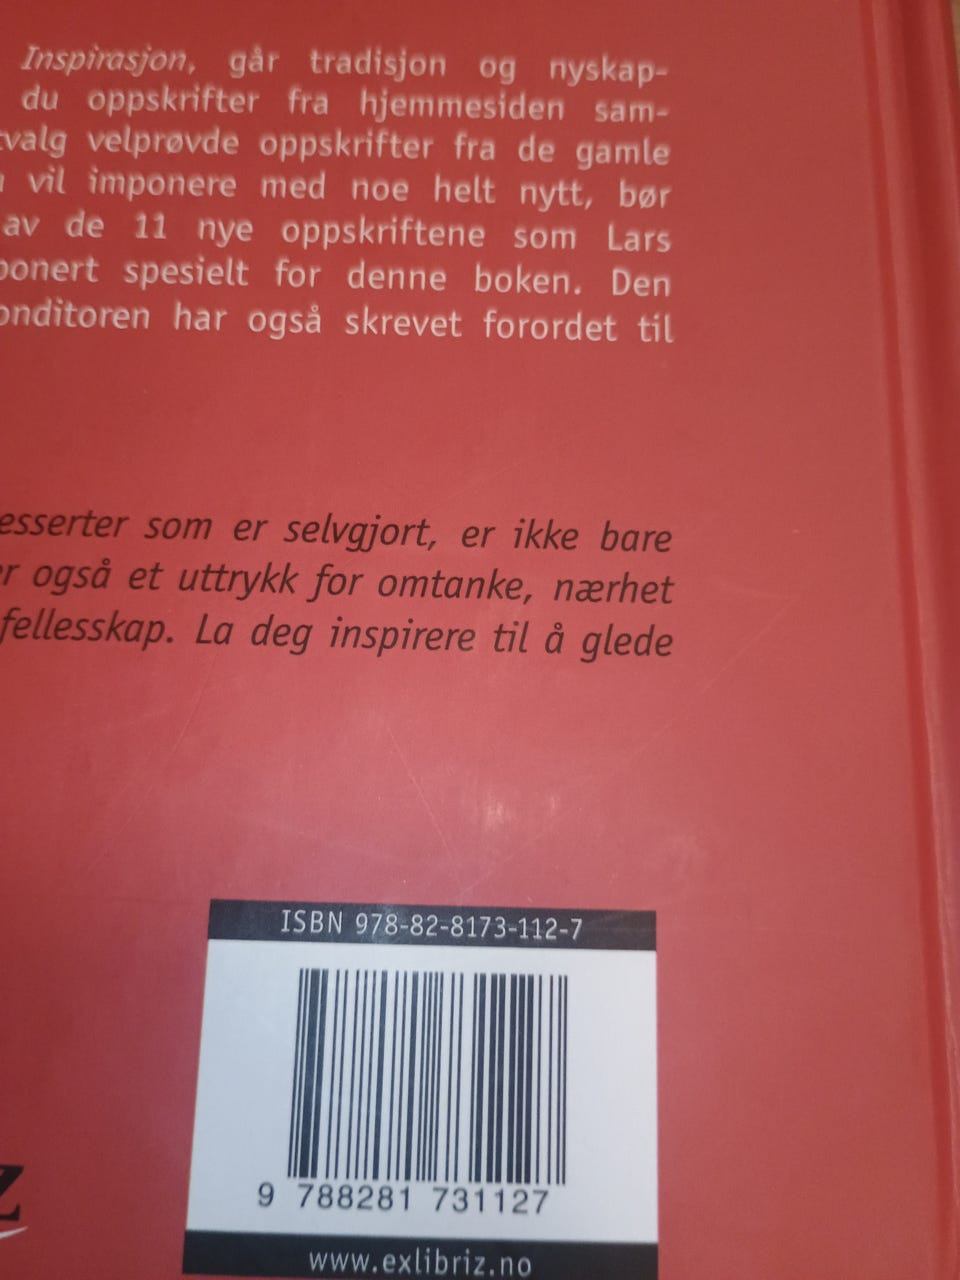 Inspirasjon, går tradisjon og nyskap-
du oppskrifter fra hjemmesiden sam-
tvalg velprøvde oppskrifter fra de gamle
vil imponere med noe helt nytt, bør
av de 11 nye oppskriftene som Lars
ponert spesielt for denne boken. Den
onditoren har også skrevet forordet til
esserter som er selvgjort, er ikke bare
er også et uttrykk for omtanke, nærhet
fellesskap. La deg inspirere til å glede
ISBN 978-82-8173-112-7
9 788281 731127
z
www.exlibriz.no